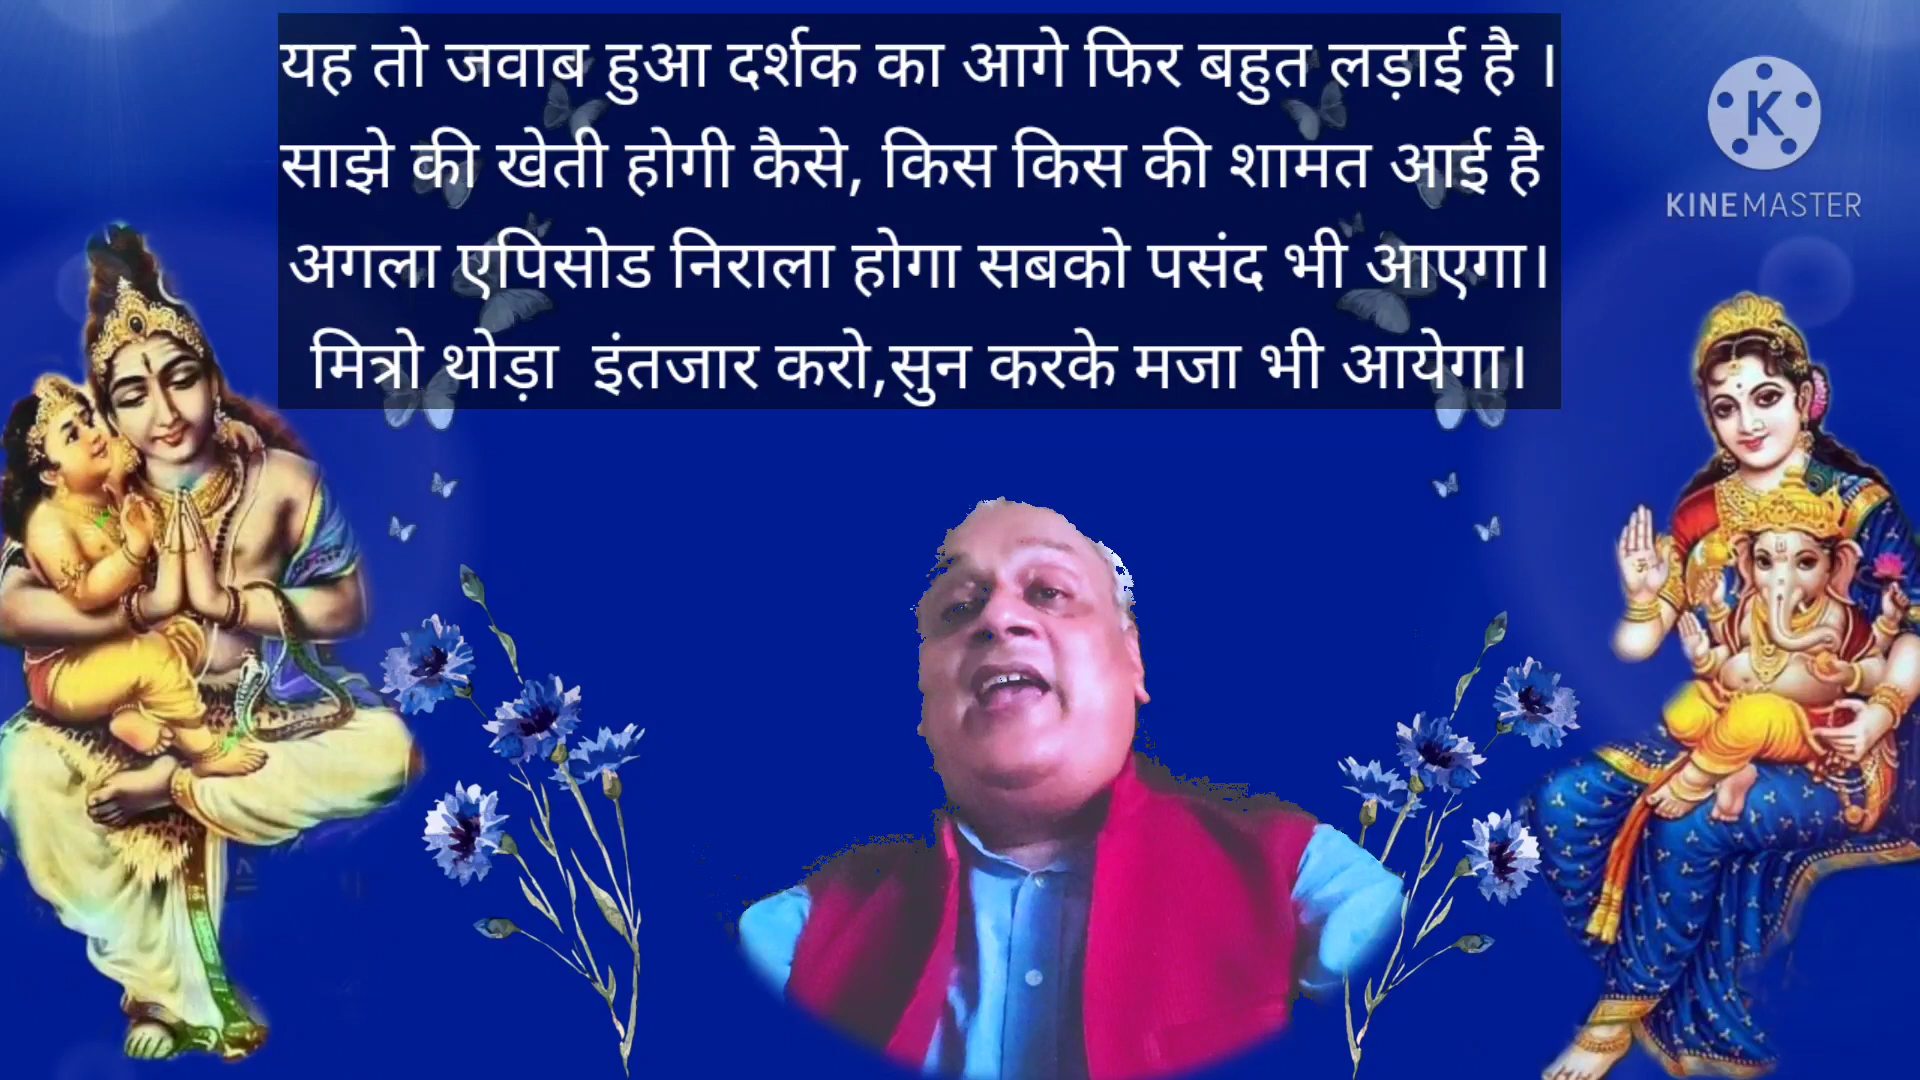 यह तो जवाब हुआ दर्शक का आगे फिर बहुत लड़ाई है ।
साझे की खेती होगी कैसे, किस किस की शामत आई है
अगला एपिसोड निराला होगा सबको पसंद भी आएगा।
मित्रो थोड़ा  इंतजार करो,सुन करके मजा भी आयेगा।
K
KINEMASTER